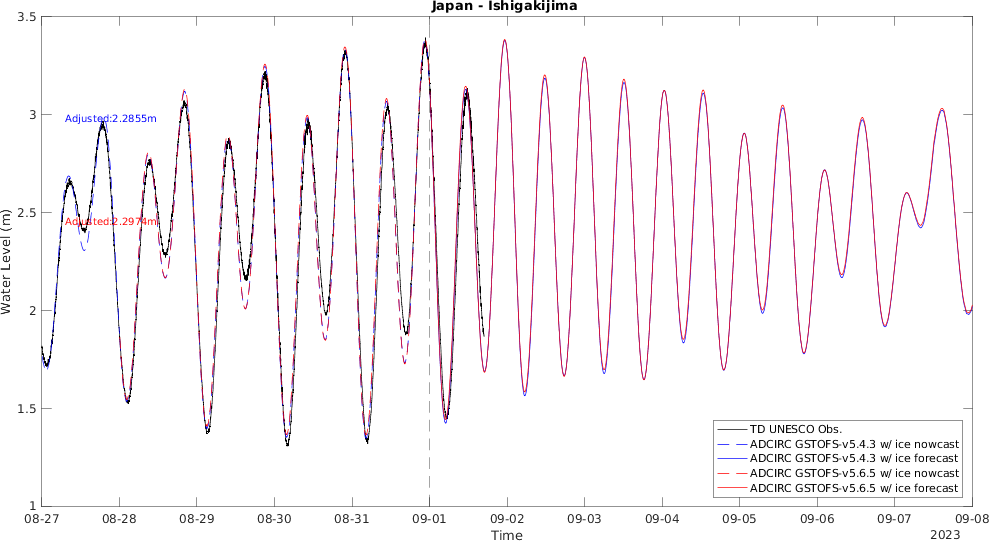 Japan - Ishigakijima
3.5
3
2.5
2
1.5
1
Water Level (m)
Adjusted:2.2855m
Adjusted:2.2974m
TD UNESCO Obs.
ADCIRC GSTOFS-v5.4.3 w/ ice nowcast
ADCIRC GSTOFS-v5.4.3 w/ ice forecast
ADCIRC GSTOFS-v5.6.5 w/ ice nowcast
ADCIRC GSTOFS-v5.6.5 w/ ice forecast
08-27 08-28 08-29 08-30 08-31 09-01 09-02 09-03 09-04 09-05 09-06 09-07 09-08
Time
2023